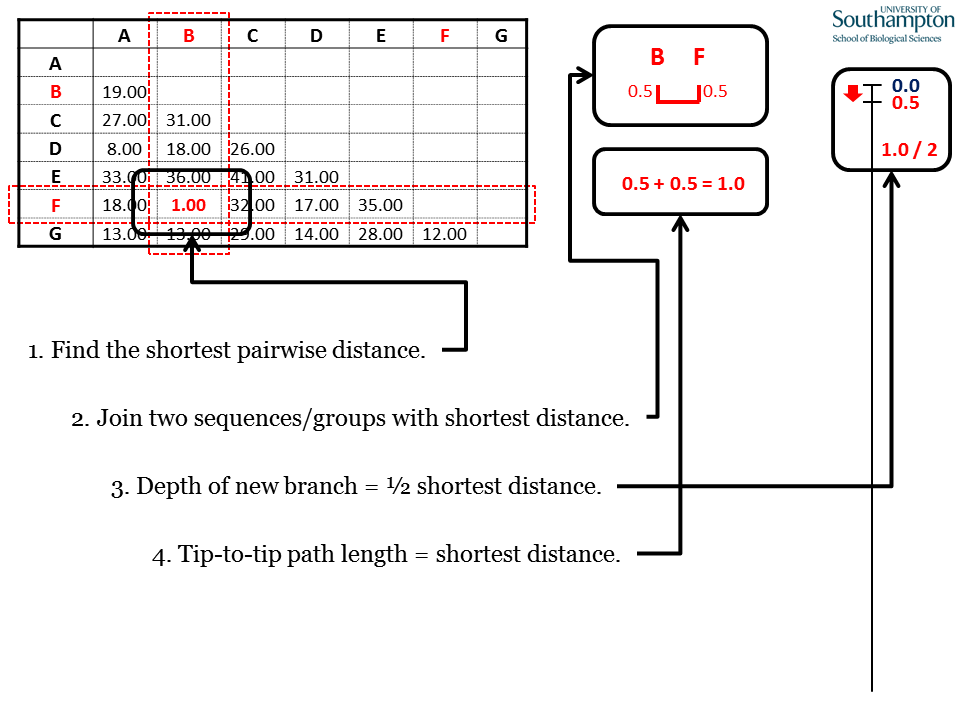 UNIVERSITY OF
Southampton
School of Biological Sciences
A B C D E F G
A
B 19.00
C 27.00 31.00
D 8.00 18.00 26.00
E 33.00 36.00 41.00 31.00
F 18.00 1.00 32.00 17.00 35.00
G 13.00 13.00 29.00 14.00 28.00 12.00
B F
0.5 0.5
0.5 + 0.5 = 1.0
0.0
0.5
1.0 / 2
1. Find the shortest pairwise distance.
2. Join two sequences/groups with shortest distance.
3. Depth of new branch = ½ shortest distance.
4. Tip-to-tip path length = shortest distance.